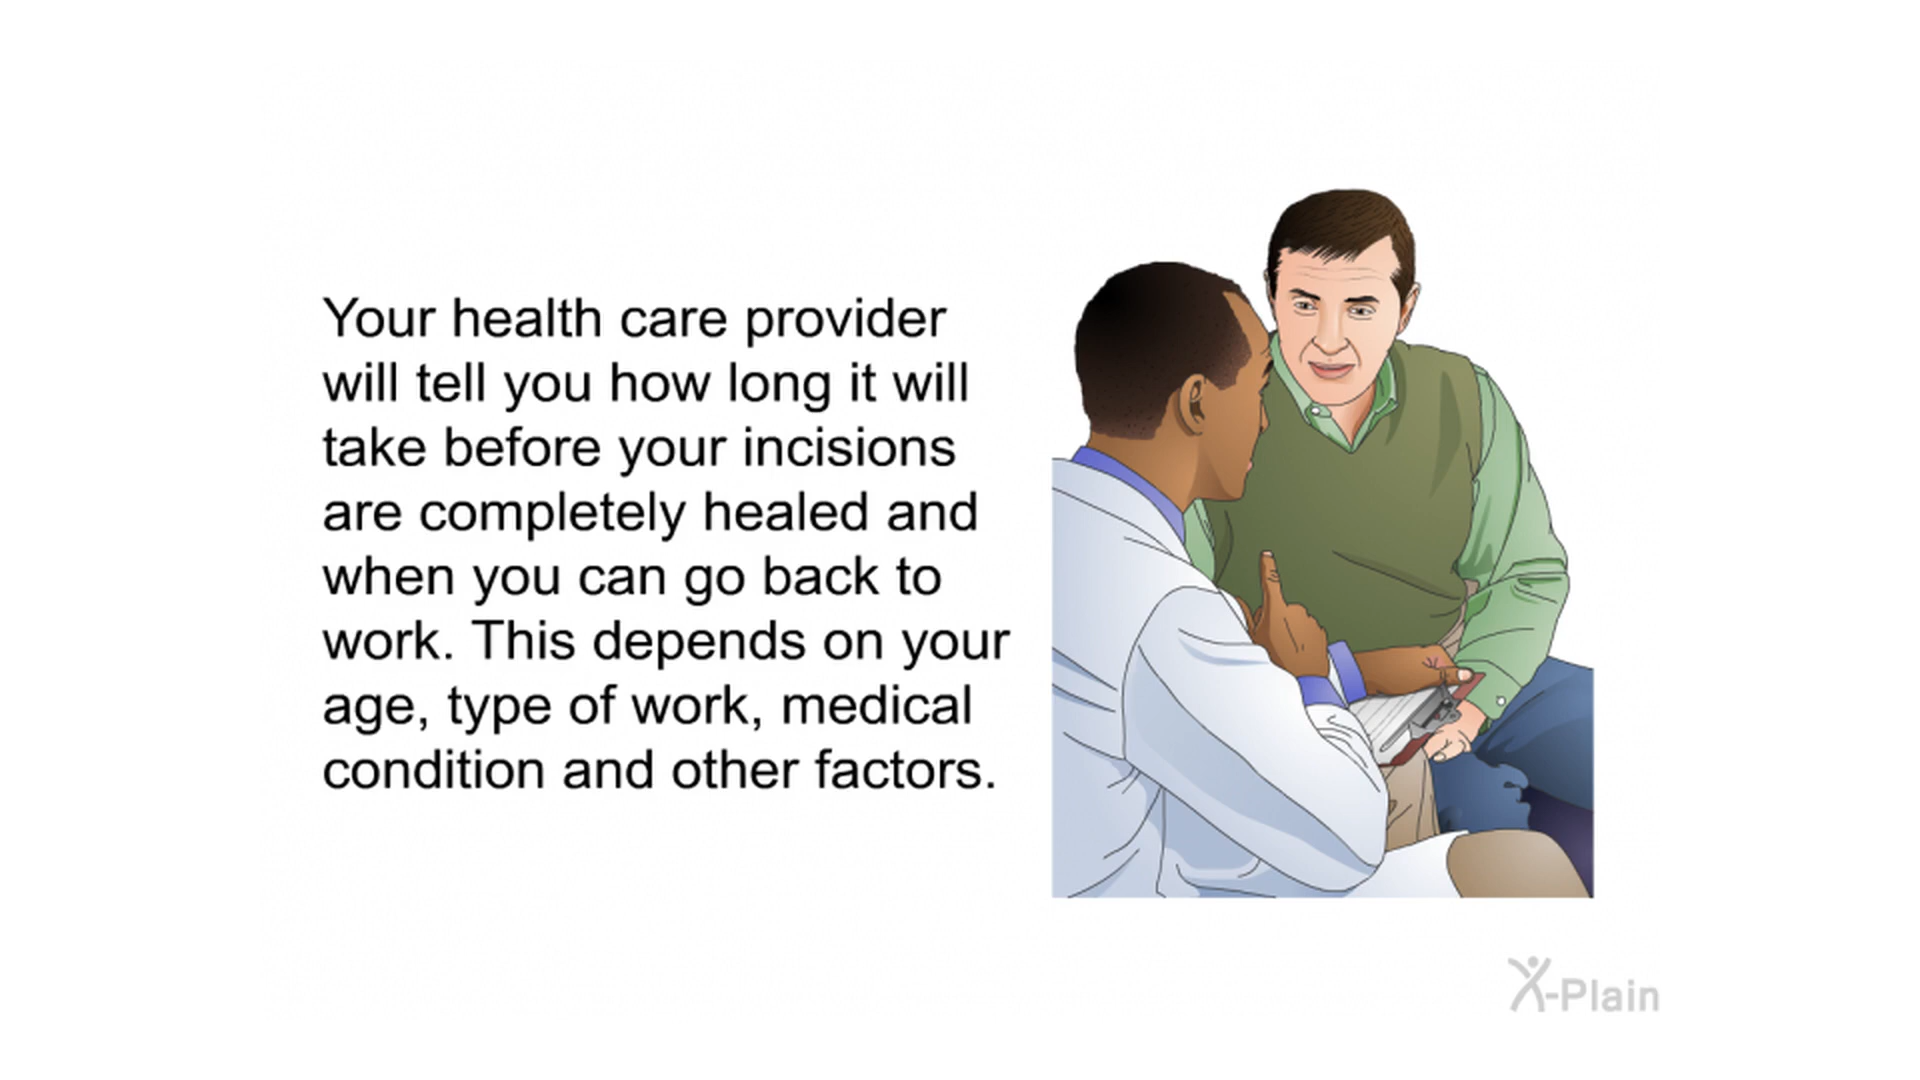 Your health care provider
will tell you how long it will
take before your incisions
are completely healed and
when you can go back to
work. This depends on your
age, type of work, medical
condition and other factors.
X-Plain